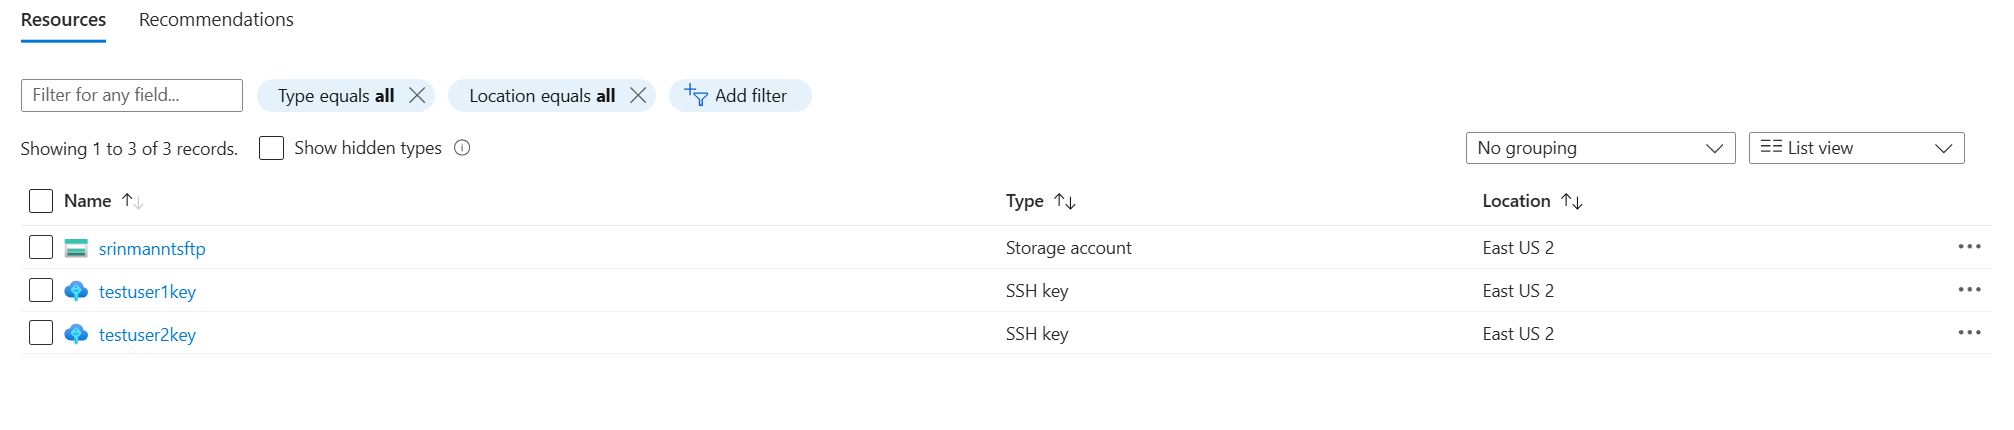 Resources Recommendations
Filter for any field... Type equals all Location equals all Add filter
Showing 1 to 3 of 3 records. Show hidden types No grouping List view
Name Type Location
srinmanntsftp Storage account East US 2
testuser1key SSH key East US 2
testuser2key SSH key East US 2